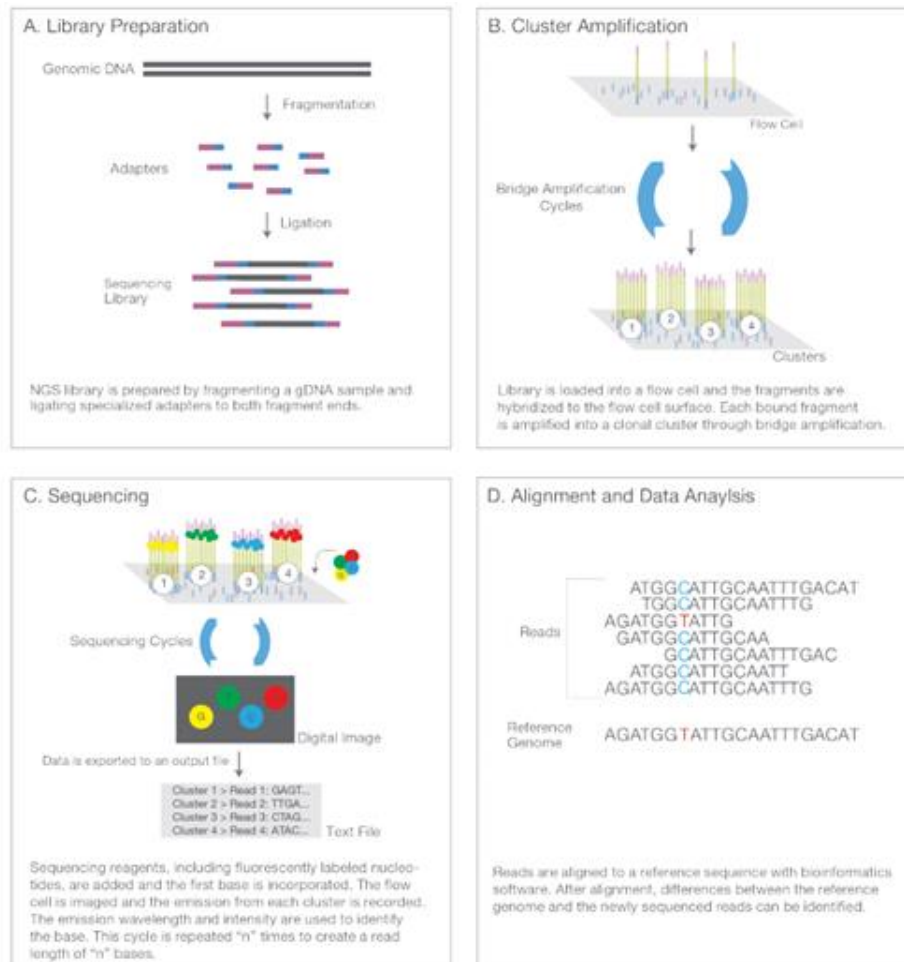 A. Library Preparation
Genomic DNA
Fragmentation
Adapters
Ligation
Sequencing
Library
NGS library is prepared by fragmenting a gDNA sample and
ligating specialized adapters to both fragment ends.
B. Cluster Amplification
Flow Cell
Bridge Amplification
Cycles
1
2
3
4
Clusters
Library is loaded into a flow cell and the fragments are
hybridized to the flow cell surface. Each bound fragment
is amplified into a clonal cluster through bridge amplification.
C. Sequencing
1
2
3
4
Sequencing Cycles
G
Digital Image
Data is exported to an output file
Cluster 1 > Read 1: GAGT...
Cluster 2 > Read 2: TTGA...
Cluster 3 > Read 3: CTAG...
Cluster 4 > Read 4: ATAC...
Text File
Sequencing reagents, including fluorescently labeled nucleo-
tides, are added and the first base is incorporated. The flow
cell is imaged and the emission from each cluster is recorded.
The emission wavelength and intensity are used to identify
the base. This cycle is repeated "n" times to create a read
length of "n" bases.
D. Alignment and Data Anaylsis
Reads
ATGGCATTGCAATTTGACAT
TGGCATTGCAATTTG
AGATGGTATTG
GATGGCATTGCAA
GCATTGCAATTTGAC
ATGGCATTGCAATT
AGATGGCATTGCAATTTG
Reference
Genome
AGATGGTATTGCAATTTGACAT
Reads are aligned to a reference sequence with bioinformatics
software. After alignment, differences between the reference
genome and the newly sequenced reads can be identified.